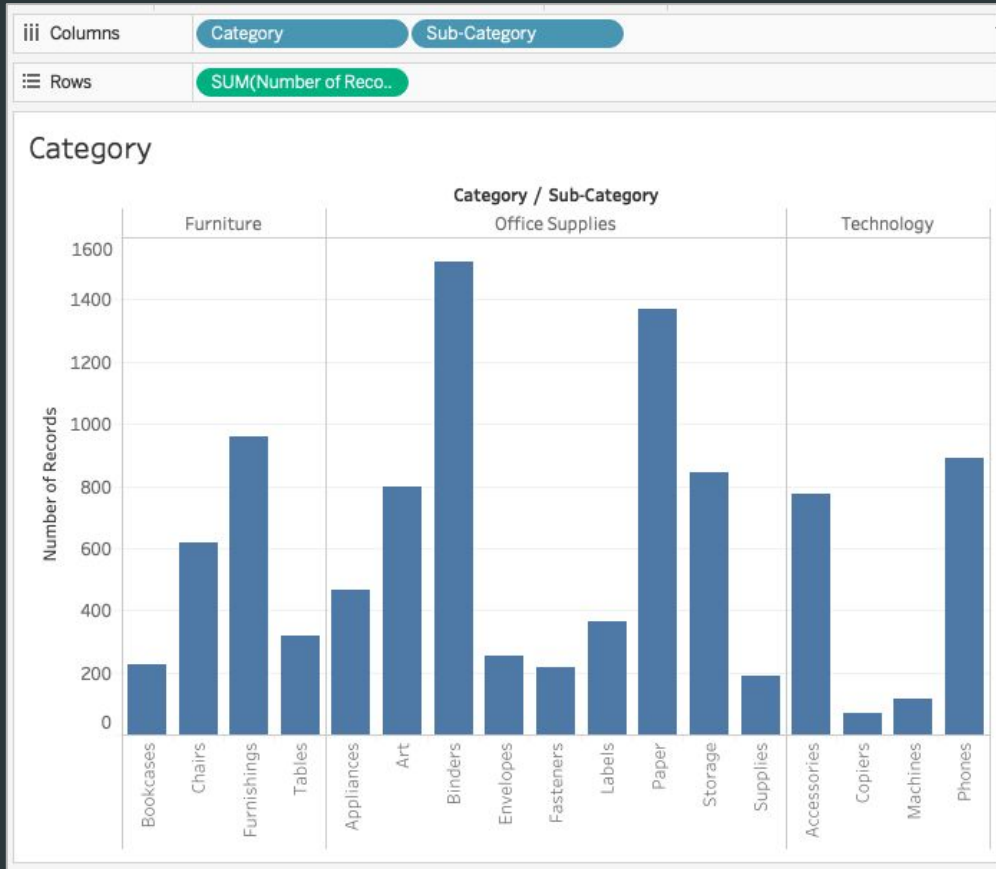 Columns Category Sub-Category
Rows SUM(Number of Reco..
Category
Category / Sub-Category
Furniture Office Supplies Technology
Number of Records
1600
1400
1200
1000
800
600
400
200
0
Bookcases Chairs Furnishings Tables Appliances Art Binders Envelopes Fasteners Labels Paper Storage Supplies Accessories Copiers Machines Phones